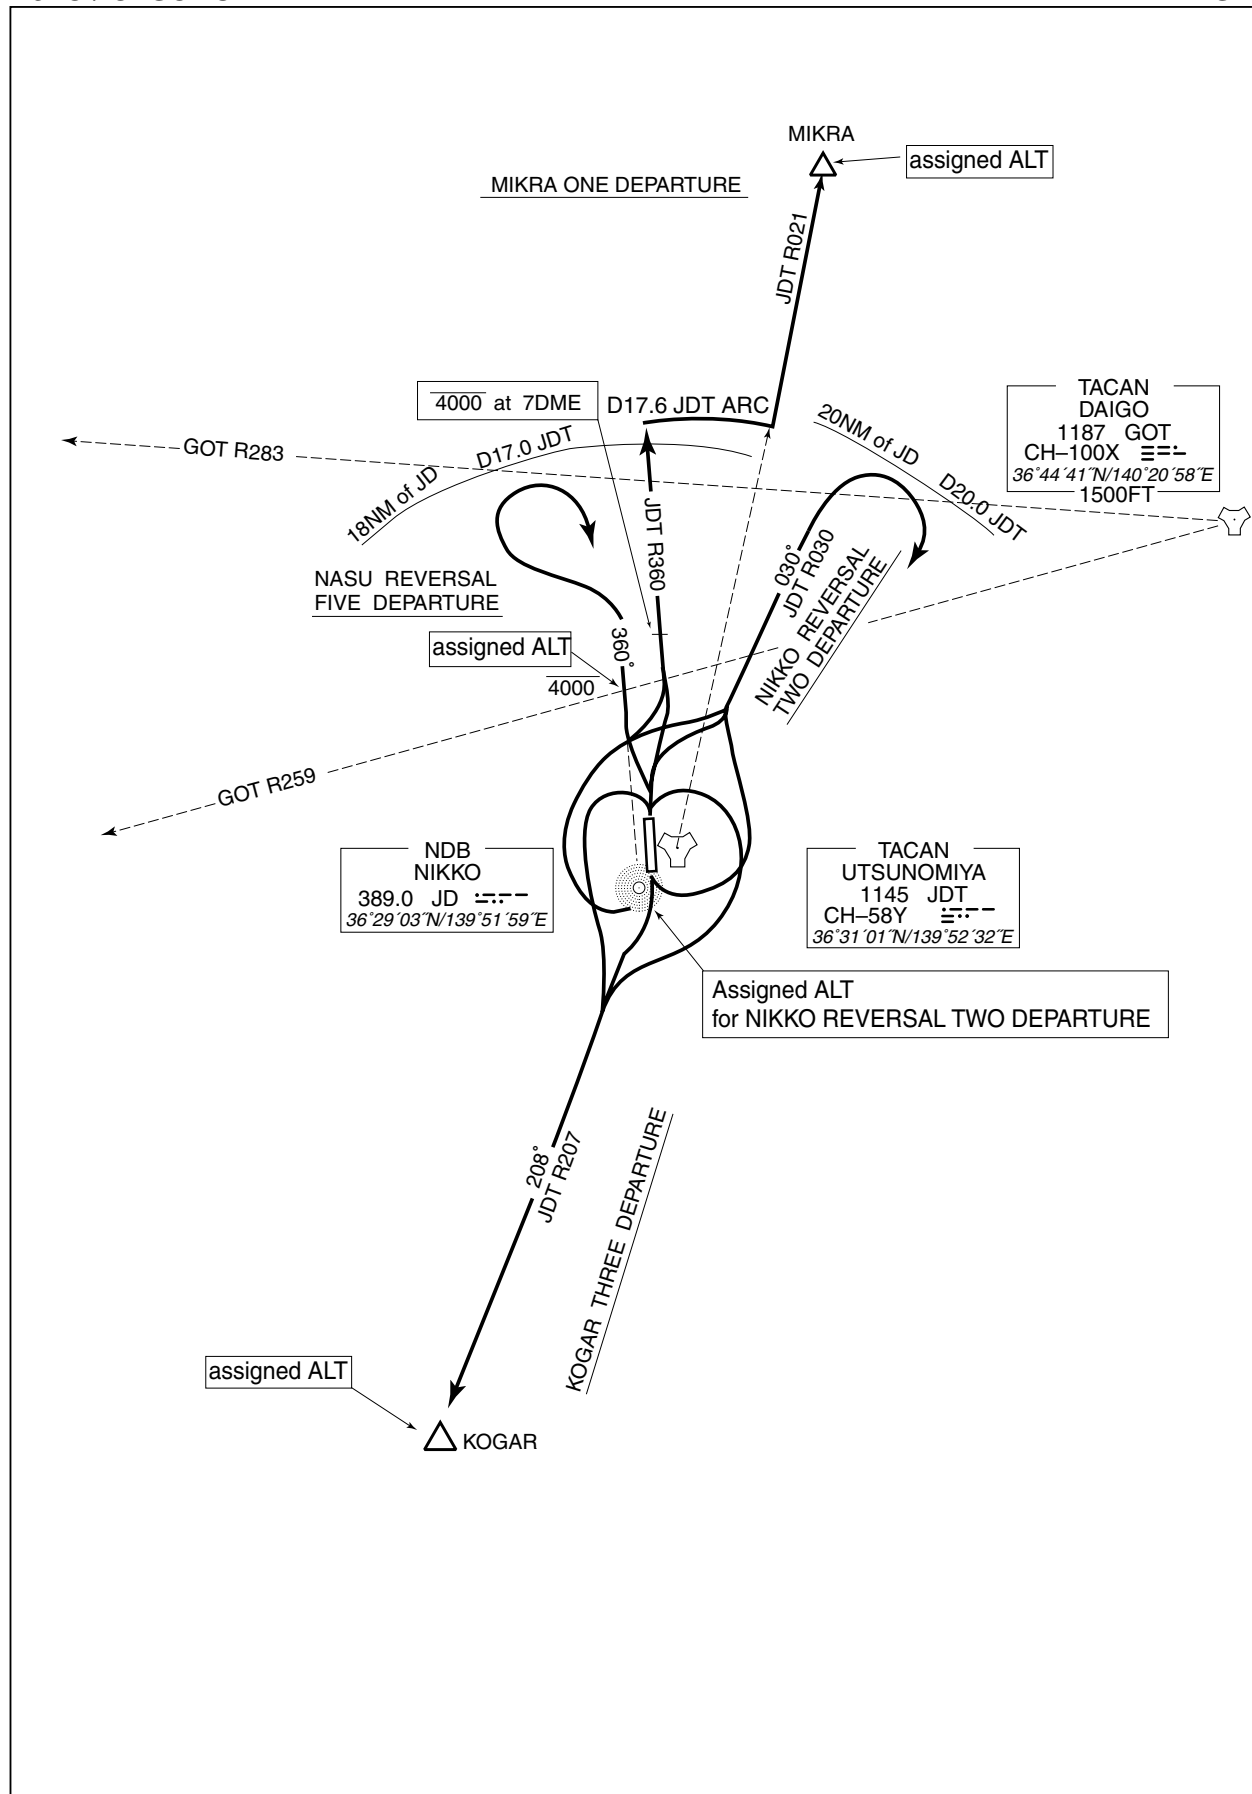 MIKRA
assigned ALT
MIKRA ONE DEPARTURE
JDT R021
4000 at 7DME
D17.6 JDT ARC
TACAN
DAIGO
1187 GOT
CH–100X
36°44´41˝N/140°20´58˝E
1500FT
GOT R283
18NM of JD
D17.0 JDT
20NM of JD
D20.0 JDT
JDT R360
030°
JDT R030
NIKKO REVERSAL
TWO DEPARTURE
NASU REVERSAL
FIVE DEPARTURE
360°
assigned ALT
4000
GOT R259
NDB
NIKKO
389.0 JD
36°29´03˝N/139°51´59˝E
TACAN
UTSUNOMIYA
1145 JDT
CH–58Y
36°31´01˝N/139°52´32˝E
Assigned ALT
for NIKKO REVERSAL TWO DEPARTURE
208°
JDT R207
KOGAR THREE DEPARTURE
assigned ALT
KOGAR